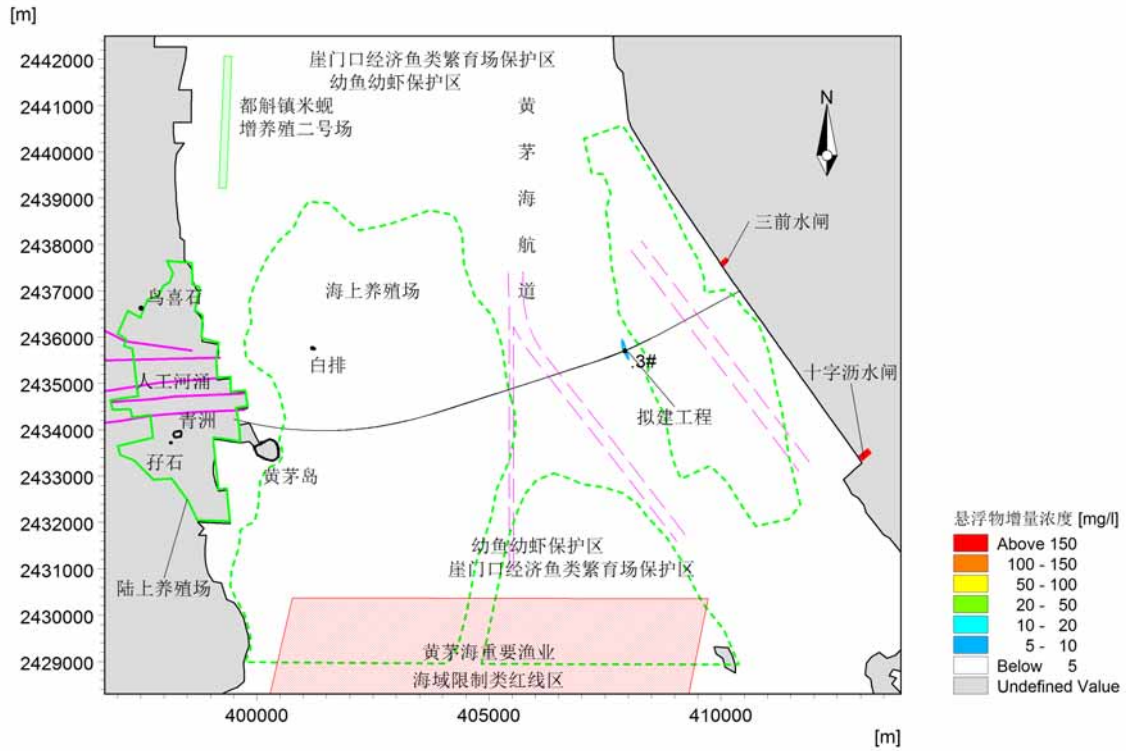 [m]
2442000
2441000
2440000
2439000
2438000
2437000
2436000
2435000
2434000
2433000
2432000
2431000
2430000
2429000
崖门口经济鱼类繁育场保护区
幼鱼幼虾保护区
都斛镇米蚬
增养殖二号场
黄
茅
海
航
道
N
三前水闸
海上养殖场
鸟喜石
白排
3#
人工河涌
十字沥水闸
拟建工程
青洲
孖石
黄茅岛
幼鱼幼虾保护区
崖门口经济鱼类繁育场保护区
陆上养殖场
黄茅海重要渔业
海域限制类红线区
400000
405000
410000
[m]
悬浮物增量浓度 [mg/l]
Above 150
100 - 150
50 - 100
20 - 50
10 - 20
5 - 10
Below 5
Undefined Value